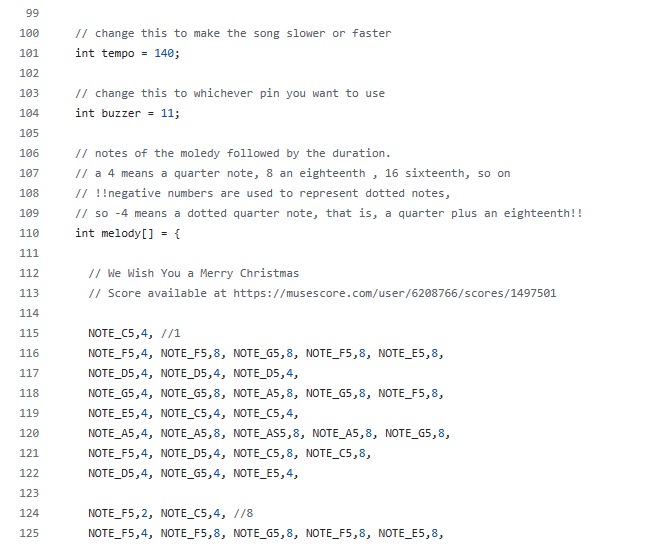 99
100 // change this to make the song slower or faster
101 int tempo = 140;
102
103 // change this to whichever pin you want to use
104 int buzzer = 11;
105
106 // notes of the moledy followed by the duration.
107 // a 4 means a quarter note, 8 an eighteenth , 16 sixteenth, so on
108 // !!negative numbers are used to represent dotted notes,
109 // so -4 means a dotted quarter note, that is, a quarter plus an eighteenth!!
110 int melody[] = {
111
112 // We Wish You a Merry Christmas
113 // Score available at https://musescore.com/user/6208766/scores/1497501
114
115 NOTE_C5,4, //1
116 NOTE_F5,4, NOTE_F5,8, NOTE_G5,8, NOTE_F5,8, NOTE_E5,8,
117 NOTE_D5,4, NOTE_D5,4, NOTE_D5,4,
118 NOTE_G5,4, NOTE_G5,8, NOTE_A5,8, NOTE_G5,8, NOTE_F5,8,
119 NOTE_E5,4, NOTE_C5,4, NOTE_C5,4,
120 NOTE_A5,4, NOTE_A5,8, NOTE_AS5,8, NOTE_A5,8, NOTE_G5,8,
121 NOTE_F5,4, NOTE_D5,4, NOTE_C5,8, NOTE_C5,8,
122 NOTE_D5,4, NOTE_G5,4, NOTE_E5,4,
123
124 NOTE_F5,2, NOTE_C5,4, //8
125 NOTE_F5,4, NOTE_F5,8, NOTE_G5,8, NOTE_F5,8, NOTE_E5,8,